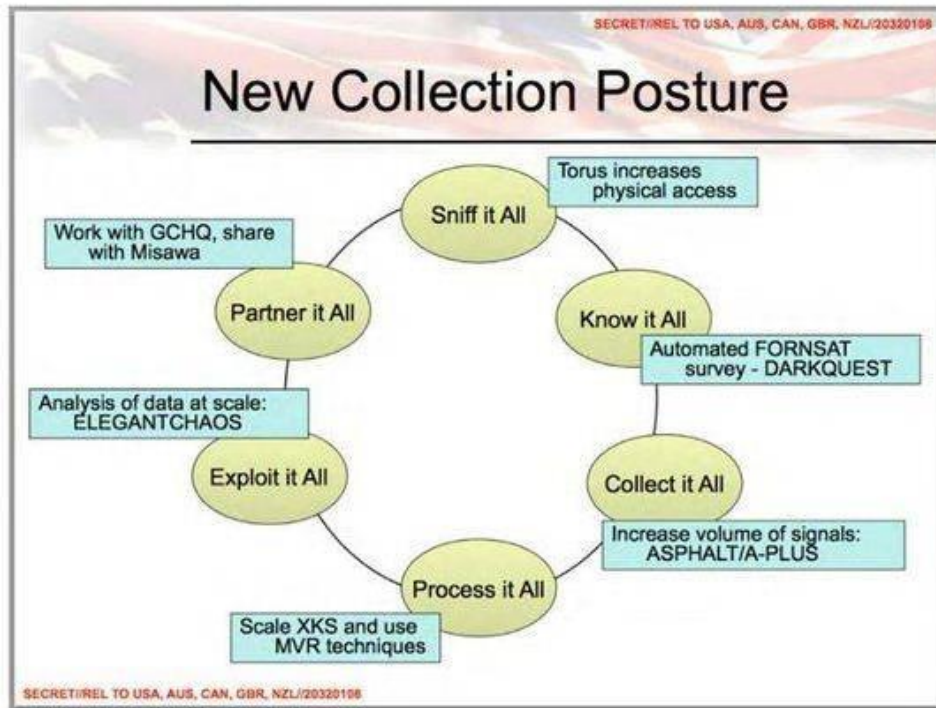 SECRET//REL TO USA, AUS, CAN, GBR, NZL//20320108
New Collection Posture
Torus increases
physical access
Sniff it All
Work with GCHQ, share
with Misawa
Partner it All
Know it All
Automated FORNSAT
survey - DARKQUEST
Analysis of data at scale:
ELEGANTCHAOS
Exploit it All
Collect it All
Increase volume of signals:
ASPHALT/A-PLUS
Process it All
Scale XKS and use
MVR techniques
SECRET//REL TO USA, AUS, CAN, GBR, NZL//20320108